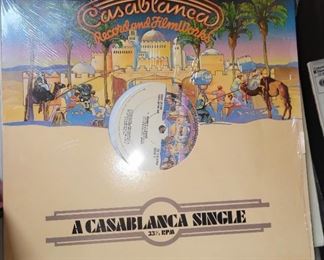 Casablanca
Record and FilmWorks
A CASABLANCA SINGLE
33⅓ RPM